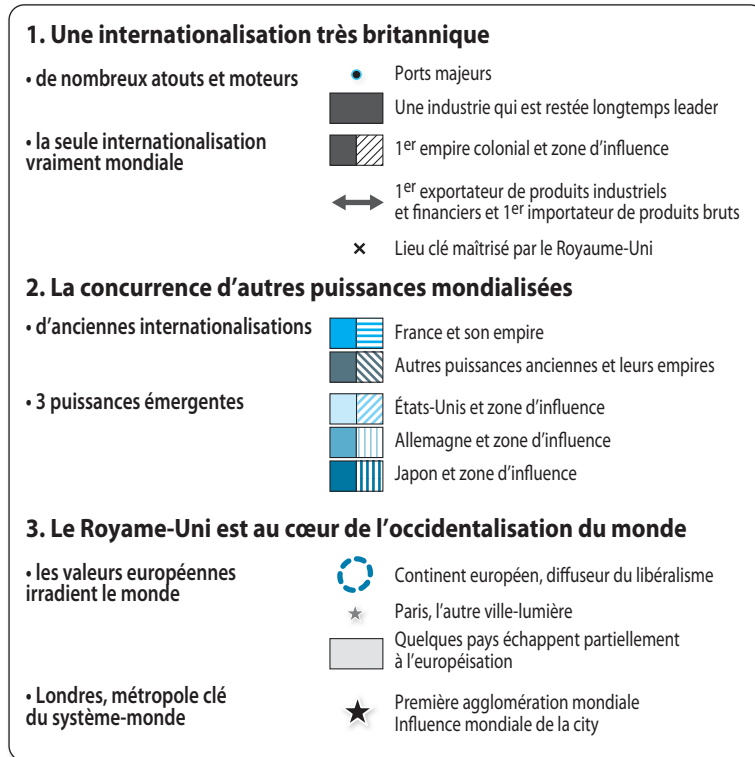 1. Une internationalisation très britannique
• de nombreux atouts et moteurs
Ports majeurs
Une industrie qui est restée longtemps leader
• la seule internationalisation
vraiment mondiale
1er empire colonial et zone d’influence
1er exportateur de produits industriels
et financiers et 1er importateur de produits bruts
Lieu clé maîtrisé par le Royaume-Uni
2. La concurrence d’autres puissances mondialisées
• d’anciennes internationalisations
France et son empire
Autres puissances anciennes et leurs empires
• 3 puissances émergentes
États-Unis et zone d’influence
Allemagne et zone d’influence
Japon et zone d’influence
3. Le Royame-Uni est au cœur de l’occidentalisation du monde
• les valeurs européennes
irradient le monde
Continent européen, diffuseur du libéralisme
Paris, l’autre ville-lumière
Quelques pays échappent partiellement
à l’européisation
• Londres, métropole clé
du système-monde
Première agglomération mondiale
Influence mondiale de la city